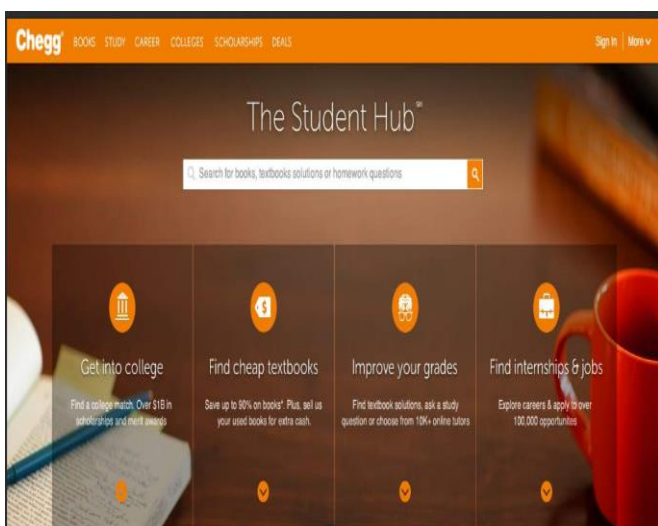 Chegg® BOOKS STUDY CAREER COLLEGES SCHOLARSHIPS DEALS Sign In More
The Student Hub℠
Search for books, textbooks solutions or homework questions
Get into college
Find a college match. Over $1B in
scholarships and merit awards
Find cheap textbooks
Save up to 90% on books*. Plus, sell us
your used books for extra cash.
Improve your grades
Find textbook solutions, ask a study
question or choose from 10K+ online tutors
Find internships & jobs
Explore careers & apply to over
100,000 opportunites